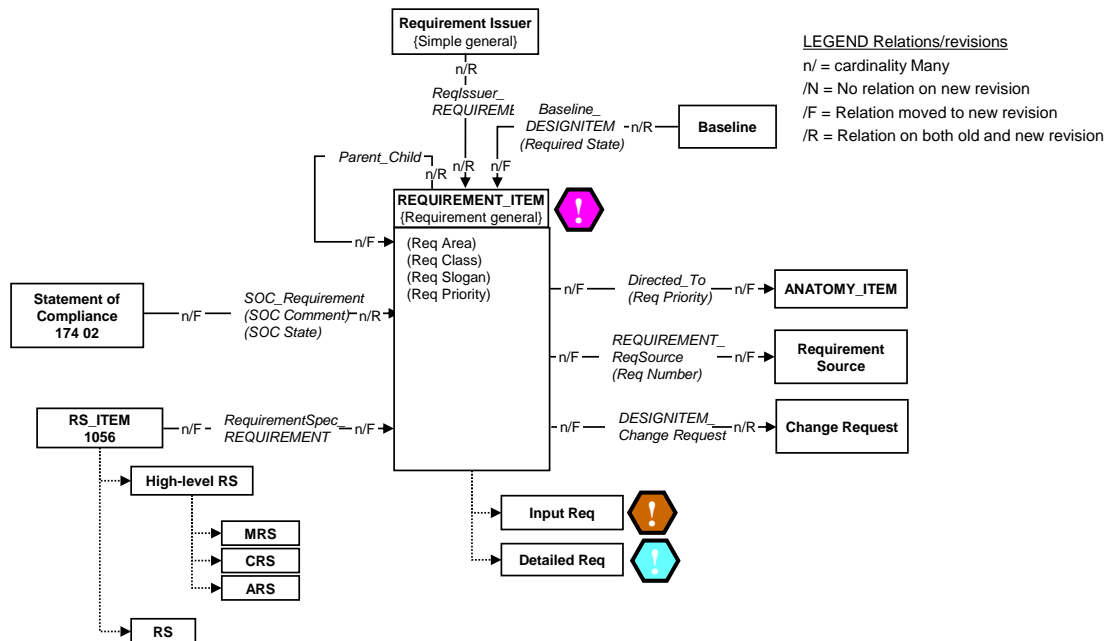 Requirement Issuer
{Simple general}
n/R
ReqIssuer_
REQUIREME
n/R
LEGEND Relations/revisions
n/ = cardinality Many
/N = No relation on new revision
/F = Relation moved to new revision
/R = Relation on both old and new revision
Baseline_
DESIGNITEM
(Required State)
n/R
Baseline
n/F
Parent_Child
n/R
n/F
REQUIREMENT_ITEM
{Requirement general}
!
(Req Area)
(Req Class)
(Req Slogan)
(Req Priority)
Statement of
Compliance
174 02
n/F
SOC_Requirement
(SOC Comment)
(SOC State)
n/R
n/F
Directed_To
(Req Priority)
n/F
ANATOMY_ITEM
n/F
REQUIREMENT_
ReqSource
(Req Number)
n/F
Requirement
Source
RS_ITEM
1056
n/F
RequirementSpec_
REQUIREMENT
n/F
n/F
DESIGNITEM_
Change Request
n/R
Change Request
High-level RS
MRS
CRS
ARS
RS
Input Req
!
Detailed Req
!